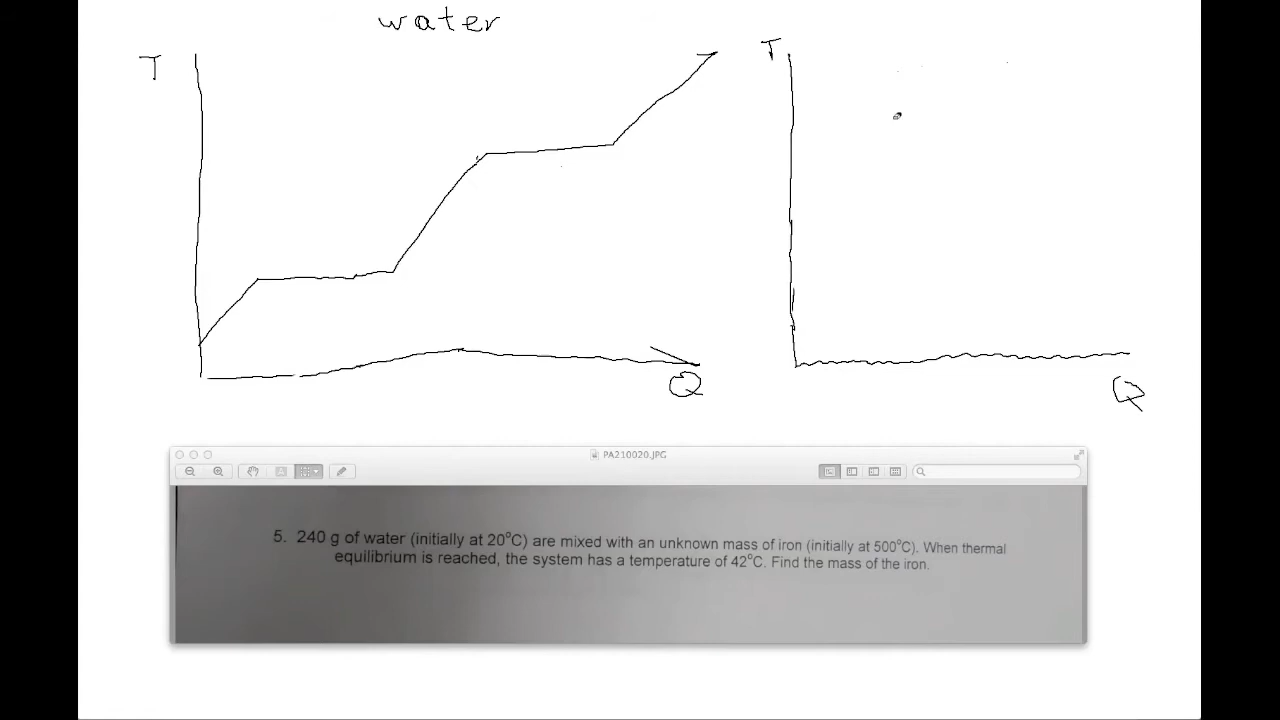 water
T
T
Q
Q
PA210020.JPG
5. 240 g of water (initially at 20°C) are mixed with an unknown mass of iron (initially at 500°C). When thermal
equilibrium is reached, the system has a temperature of 42°C. Find the mass of the iron.